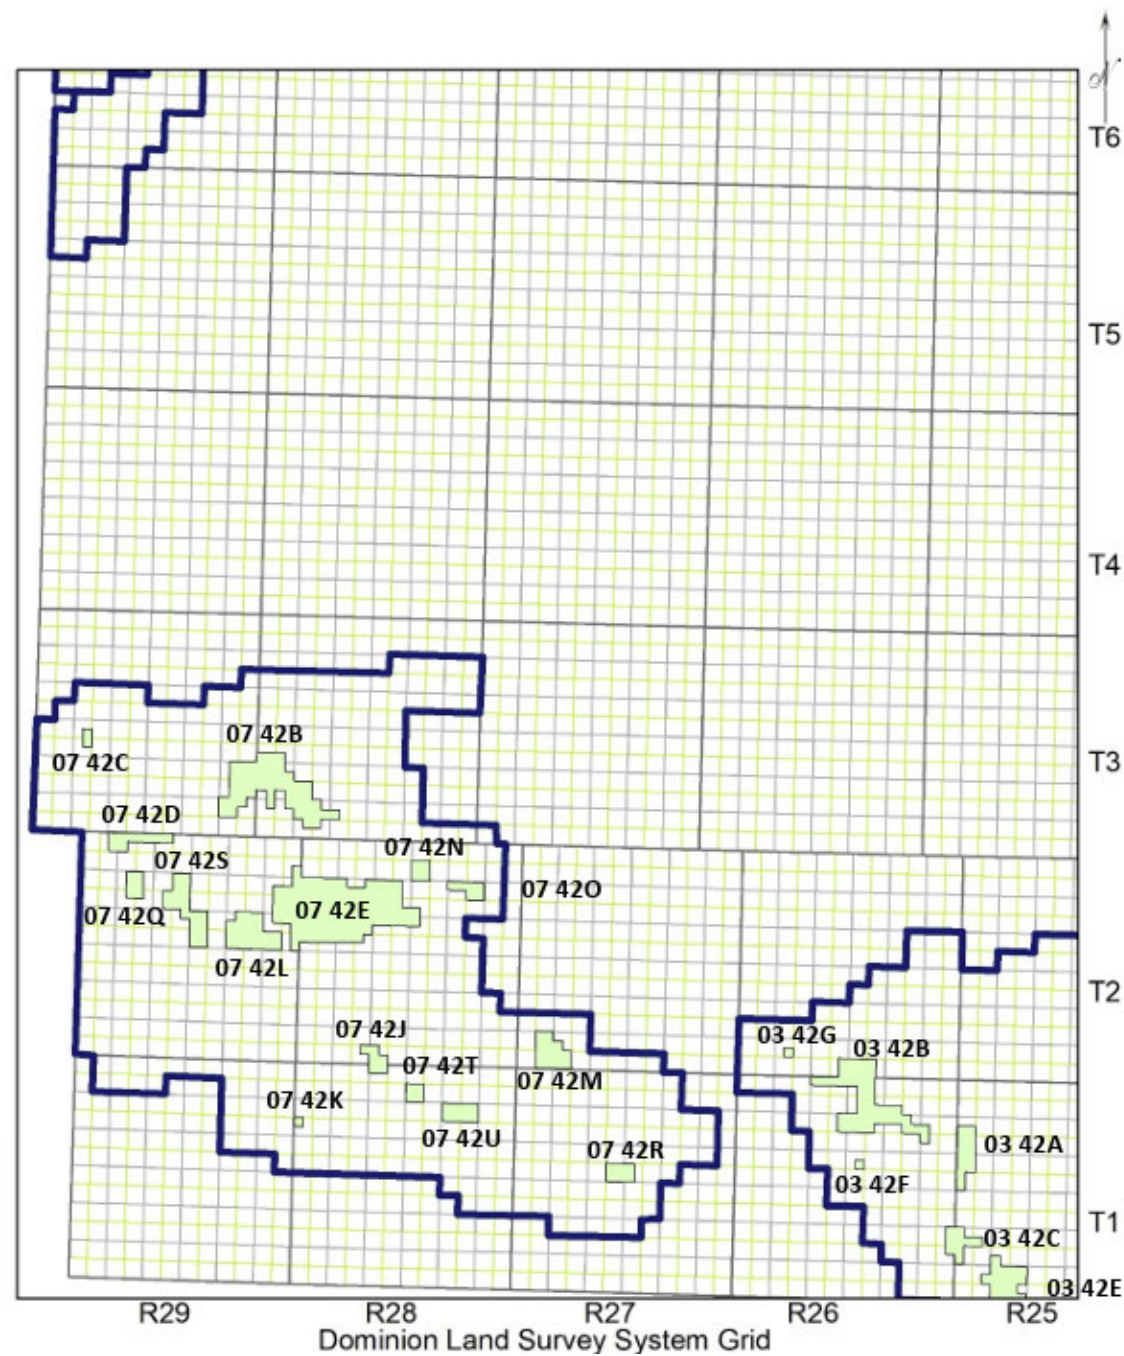 N
T6
T5
T4
07 42B
07 42C
T3
07 42D
07 42N
07 42S
07 42O
07 42E
07 42Q
07 42L
T2
07 42J
03 42G
03 42B
07 42T
07 42M
07 42K
07 42U
07 42R
03 42A
03 42F
T1
03 42C
03 42E
R29 R28 R27 R26 R25
Dominion Land Survey System Grid